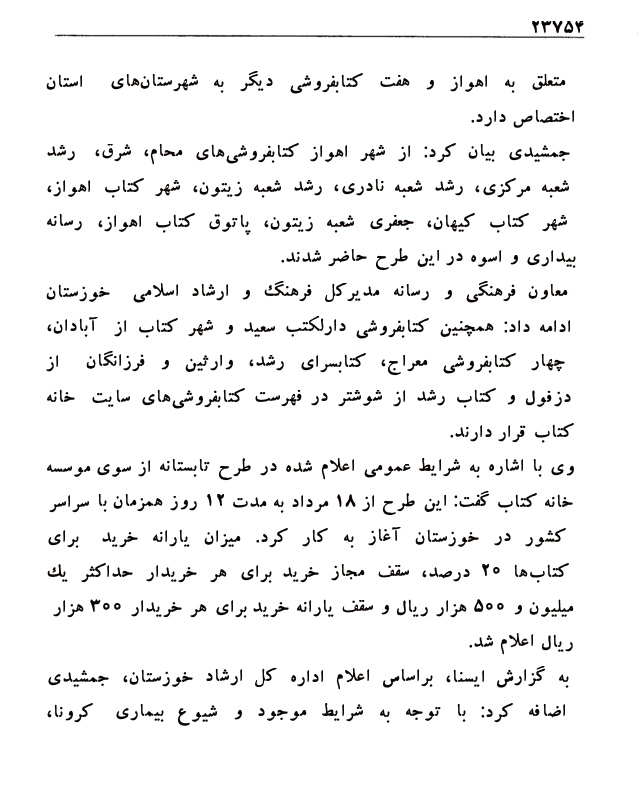 ۲۳۷۵۴
متعلق به اهواز و هفت کتابفروشی دیگر به شهرستان‌های استان
اختصاص دارد.
جمشیدی بیان کرد: از شهر اهواز کتابفروشی‌های محام، شرق، رشد
شعبه مرکزی، رشد شعبه نادری، رشد شعبه زیتون، شهر کتاب اهواز،
شهر کتاب کیهان، جعفری شعبه زیتون، پاتوق کتاب اهواز، رسانه
بیداری و اسوه در این طرح حاضر شدند.
معاون فرهنگی و رسانه مدیرکل فرهنگ و ارشاد اسلامی خوزستان
ادامه داد: همچنین کتابفروشی دارلکتب سعید و شهر کتاب از آبادان،
چهار کتابفروشی معراج، کتابسرای رشد، وارثین و فرزانگان از
دزفول و کتاب رشد از شوشتر در فهرست کتابفروشی‌های سایت خانه
کتاب قرار دارند.
وی با اشاره به شرایط عمومی اعلام شده در طرح تابستانه از سوی موسسه
خانه کتاب گفت: این طرح از ۱۸ مرداد به مدت ۱۲ روز همزمان با سراسر
کشور در خوزستان آغاز به کار کرد. میزان یارانه خرید برای
کتاب‌ها ۲۰ درصد، سقف مجاز خرید برای هر خریدار حداکثر یك
میلیون و ۵۰۰ هزار ریال و سقف یارانه خرید برای هر خریدار ۳۰۰ هزار
ریال اعلام شد.
به گزارش ایسنا، براساس اعلام اداره کل ارشاد خوزستان، جمشیدی
اضافه کرد: با توجه به شرایط موجود و شیوع بیماری کرونا،